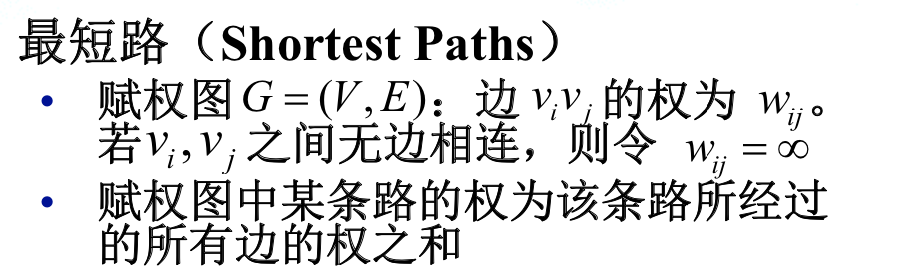 最短路（Shortest Paths）
• 赋权图 G = (V, E)：边 v_i v_j 的权为 w_{ij}。
若 v_i, v_j 之间无边相连，则令 w_{ij} = ∞
• 赋权图中某条路的权为该条路所经过
的所有边的权之和